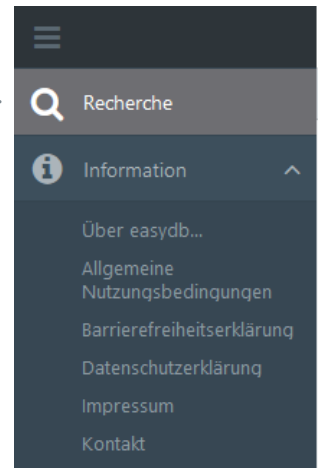 Recherche
Information
Über easydb...
Allgemeine
Nutzungsbedingungen
Barrierefreiheitserklärung
Datenschutzerklärung
Impressum
Kontakt